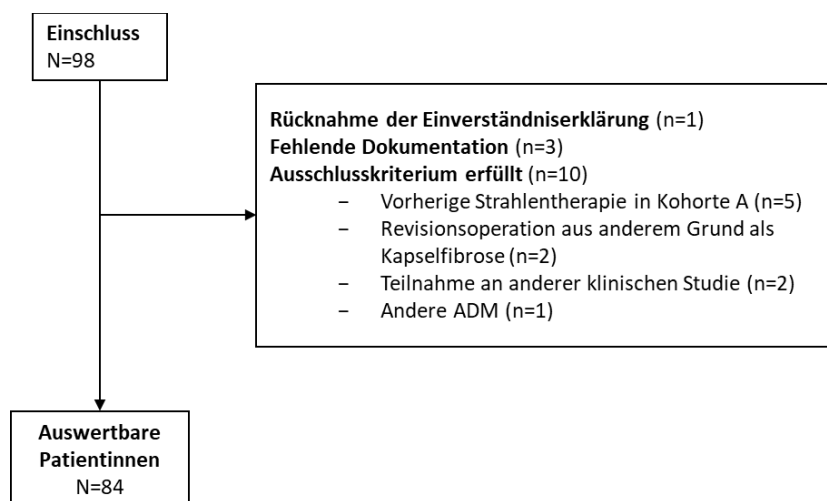 Einschluss
N=98
Rücknahme der Einverständniserklärung (n=1)
Fehlende Dokumentation (n=3)
Ausschlusskriterium erfüllt (n=10)
– Vorherige Strahlentherapie in Kohorte A (n=5)
– Revisionsoperation aus anderem Grund als
Kapselfibrose (n=2)
– Teilnahme an anderer klinischen Studie (n=2)
– Andere ADM (n=1)
Auswertbare
Patientinnen
N=84